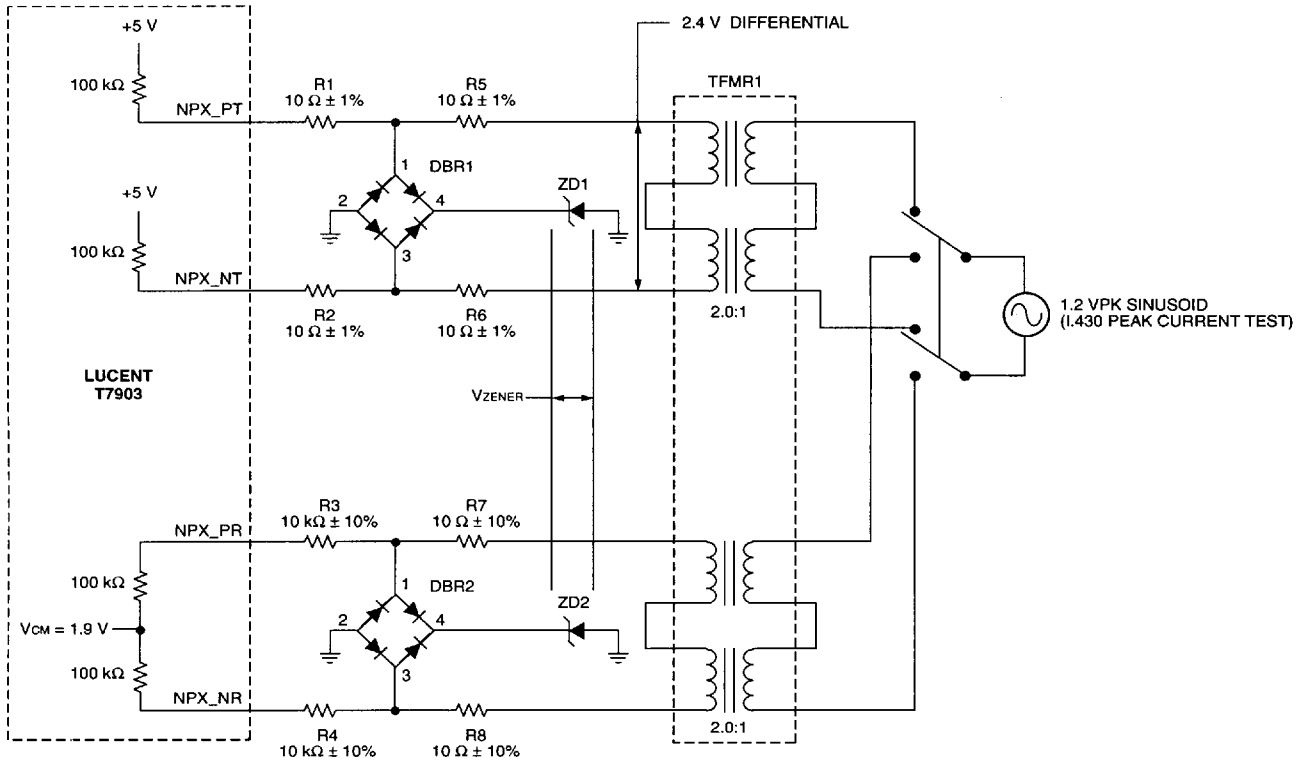 +5 V
2.4 V DIFFERENTIAL
100 kΩ
NPX_PT
R1
10 Ω ± 1%
R5
10 Ω ± 1%
TFMR1
1
DBR1
2
4
3
ZD1
+5 V
100 kΩ
NPX_NT
R2
10 Ω ± 1%
R6
10 Ω ± 1%
2.0:1
1.2 VPK SINUSOID
(I.430 PEAK CURRENT TEST)
LUCENT
T7903
VZENER
NPX_PR
R3
10 kΩ ± 10%
R7
10 Ω ± 10%
100 kΩ
VCM = 1.9 V
100 kΩ
1
DBR2
2
4
3
ZD2
NPX_NR
R4
10 kΩ ± 10%
R8
10 Ω ± 10%
2.0:1